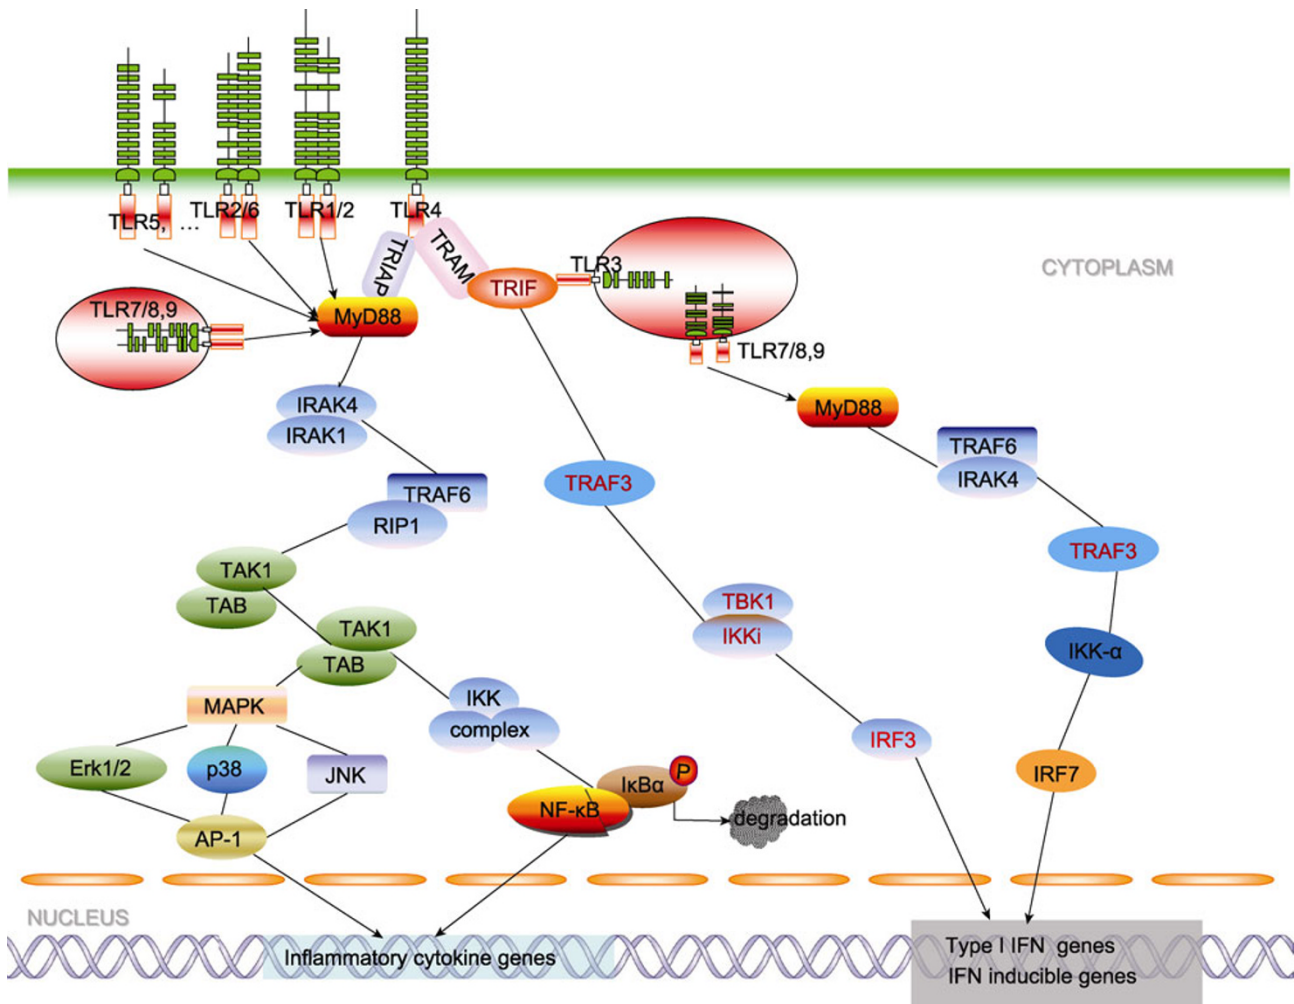 TLR5, ...
TLR2/6
TLR1/2
TLR4
TRIAP
TRAM
TRIF
TLR3
CYTOPLASM
TLR7/8,9
MyD88
TLR7/8,9
MyD88
IRAK4
IRAK1
TRAF6
IRAK4
TRAF6
RIP1
TRAF3
TRAF3
TAK1
TAB
TBK1
IKKi
TAK1
TAB
IKK-α
MAPK
IKK
complex
IRF3
Erk1/2
p38
JNK
IκBα
P
IRF7
NF-κB
degradation
AP-1
NUCLEUS
Inflammatory cytokine genes
Type I IFN genes
IFN inducible genes